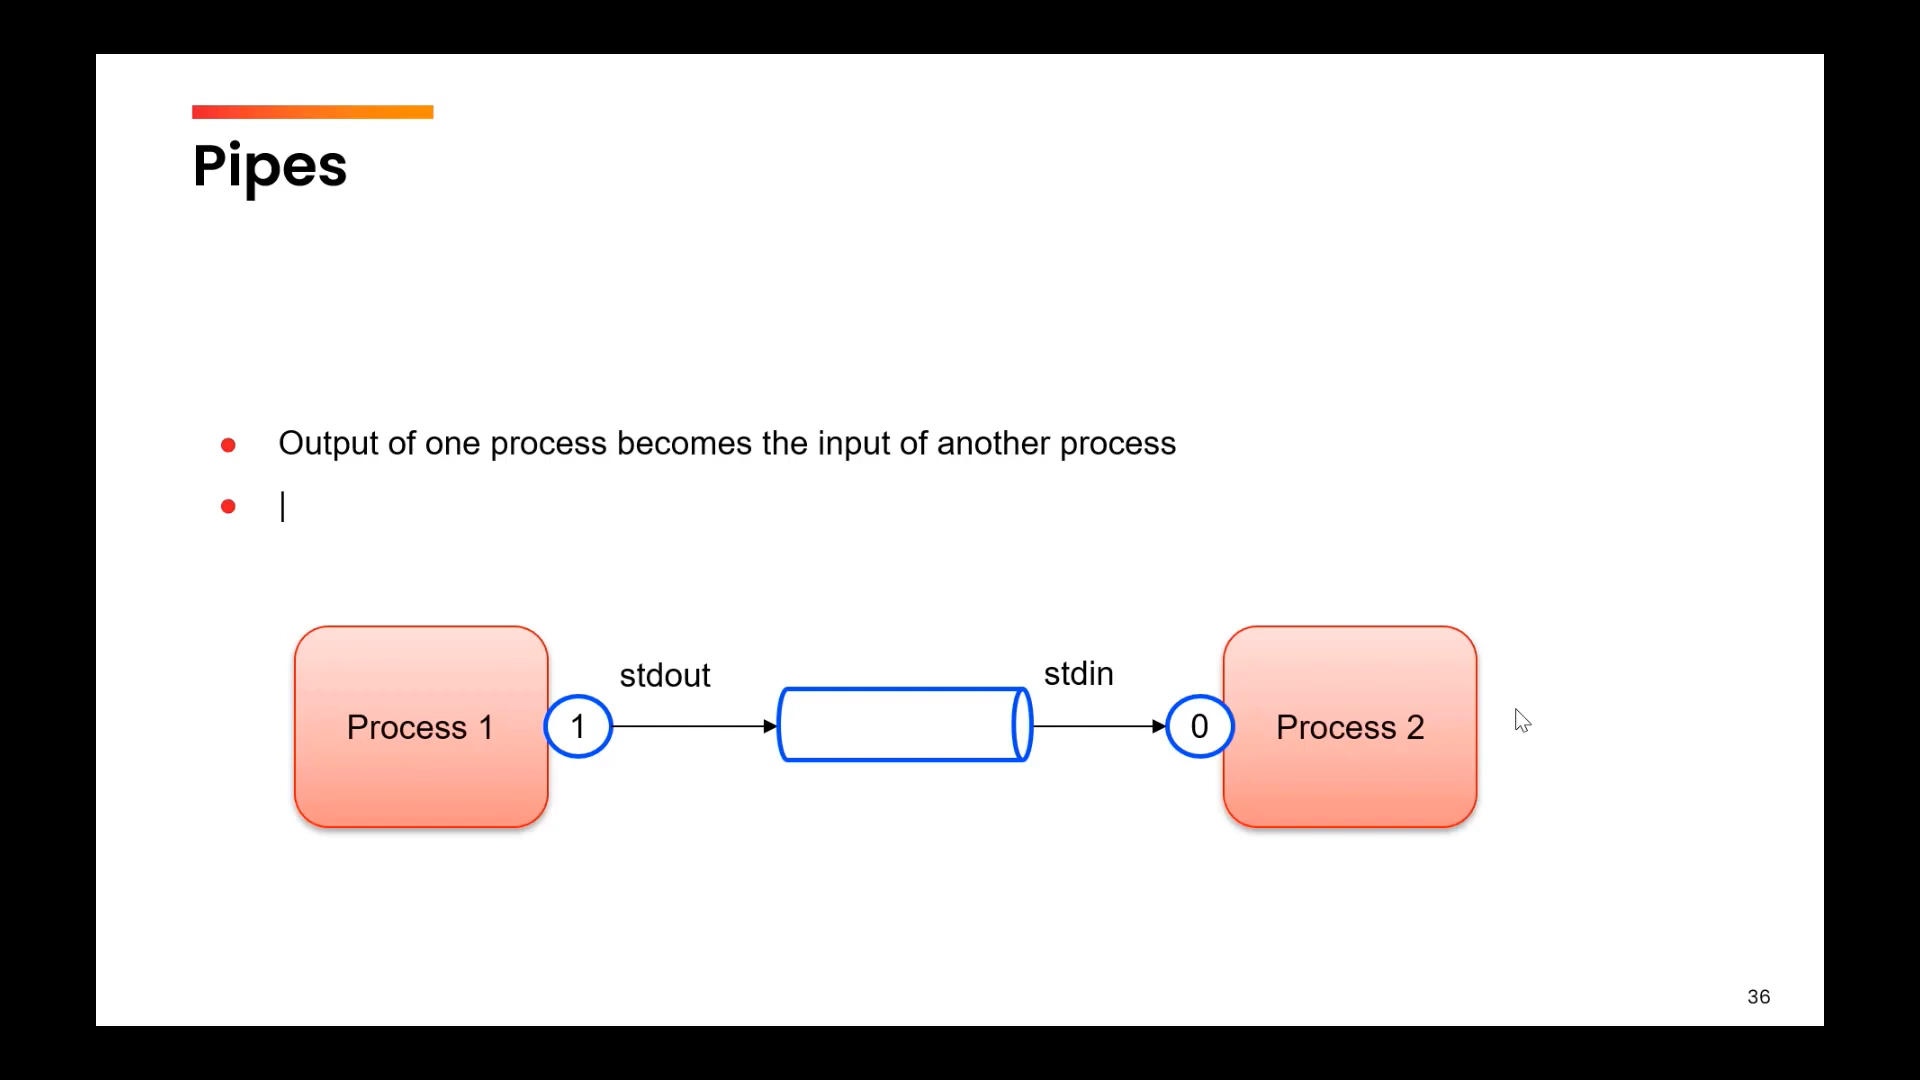 Pipes
Output of one process becomes the input of another process
|
stdout
stdin
Process 1
1
0
Process 2
36